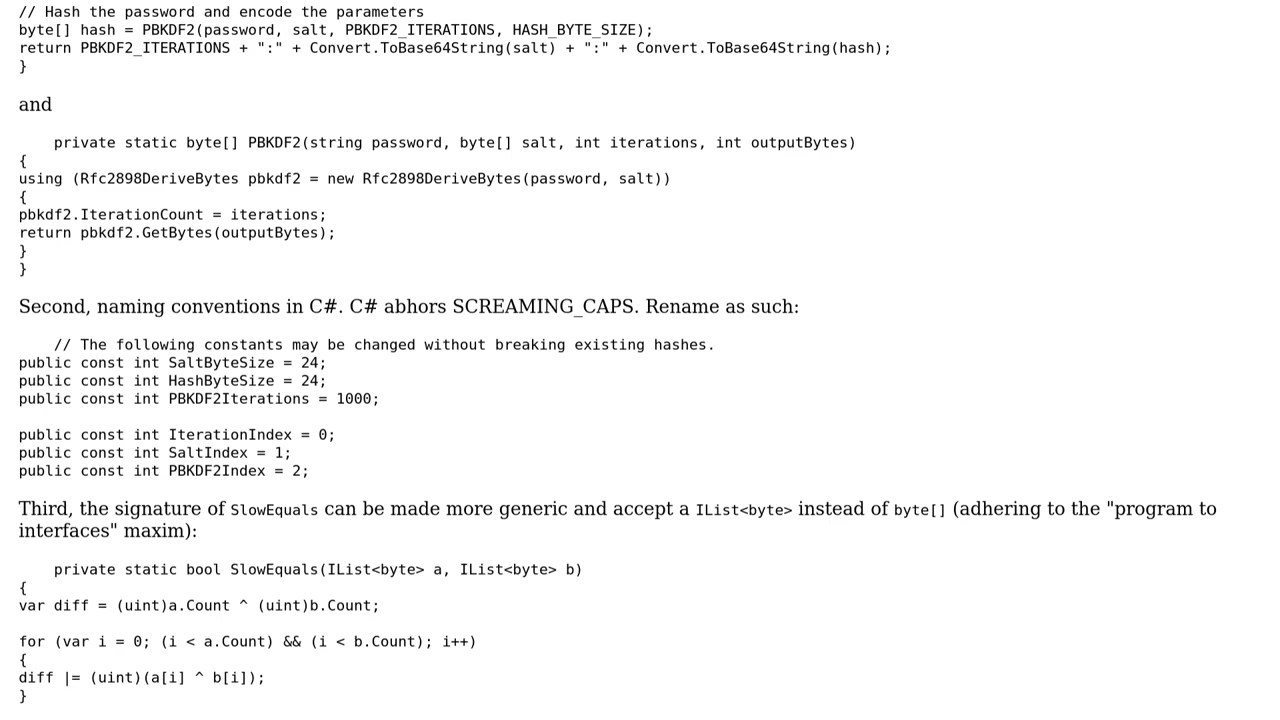 // Hash the password and encode the parameters
byte[] hash = PBKDF2(password, salt, PBKDF2_ITERATIONS, HASH_BYTE_SIZE);
return PBKDF2_ITERATIONS + ":" + Convert.ToBase64String(salt) + ":" + Convert.ToBase64String(hash);
}
and
    private static byte[] PBKDF2(string password, byte[] salt, int iterations, int outputBytes)
{
using (Rfc2898DeriveBytes pbkdf2 = new Rfc2898DeriveBytes(password, salt))
{
pbkdf2.IterationCount = iterations;
return pbkdf2.GetBytes(outputBytes);
}
}
Second, naming conventions in C#. C# abhors SCREAMING_CAPS. Rename as such:
    // The following constants may be changed without breaking existing hashes.
public const int SaltByteSize = 24;
public const int HashByteSize = 24;
public const int PBKDF2Iterations = 1000;

public const int IterationIndex = 0;
public const int SaltIndex = 1;
public const int PBKDF2Index = 2;
Third, the signature of SlowEquals can be made more generic and accept a IList<byte> instead of byte[] (adhering to the "program to
interfaces" maxim):
    private static bool SlowEquals(IList<byte> a, IList<byte> b)
{
var diff = (uint)a.Count ^ (uint)b.Count;

for (var i = 0; (i < a.Count) && (i < b.Count); i++)
{
diff |= (uint)(a[i] ^ b[i]);
}